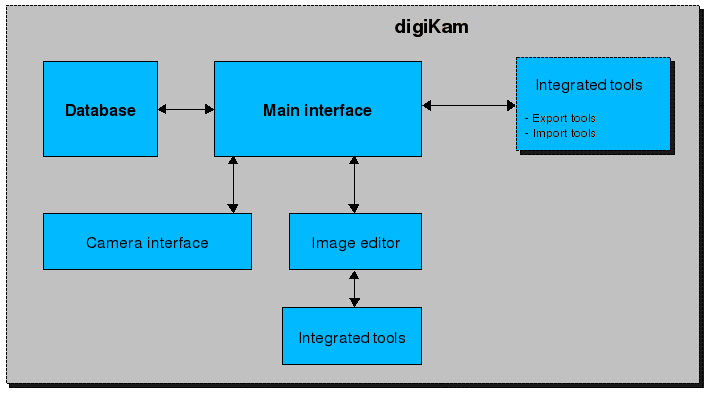 digiKam
Database
Main interface
Integrated tools
- Export tools
- Import tools
Camera interface
Image editor
Integrated tools